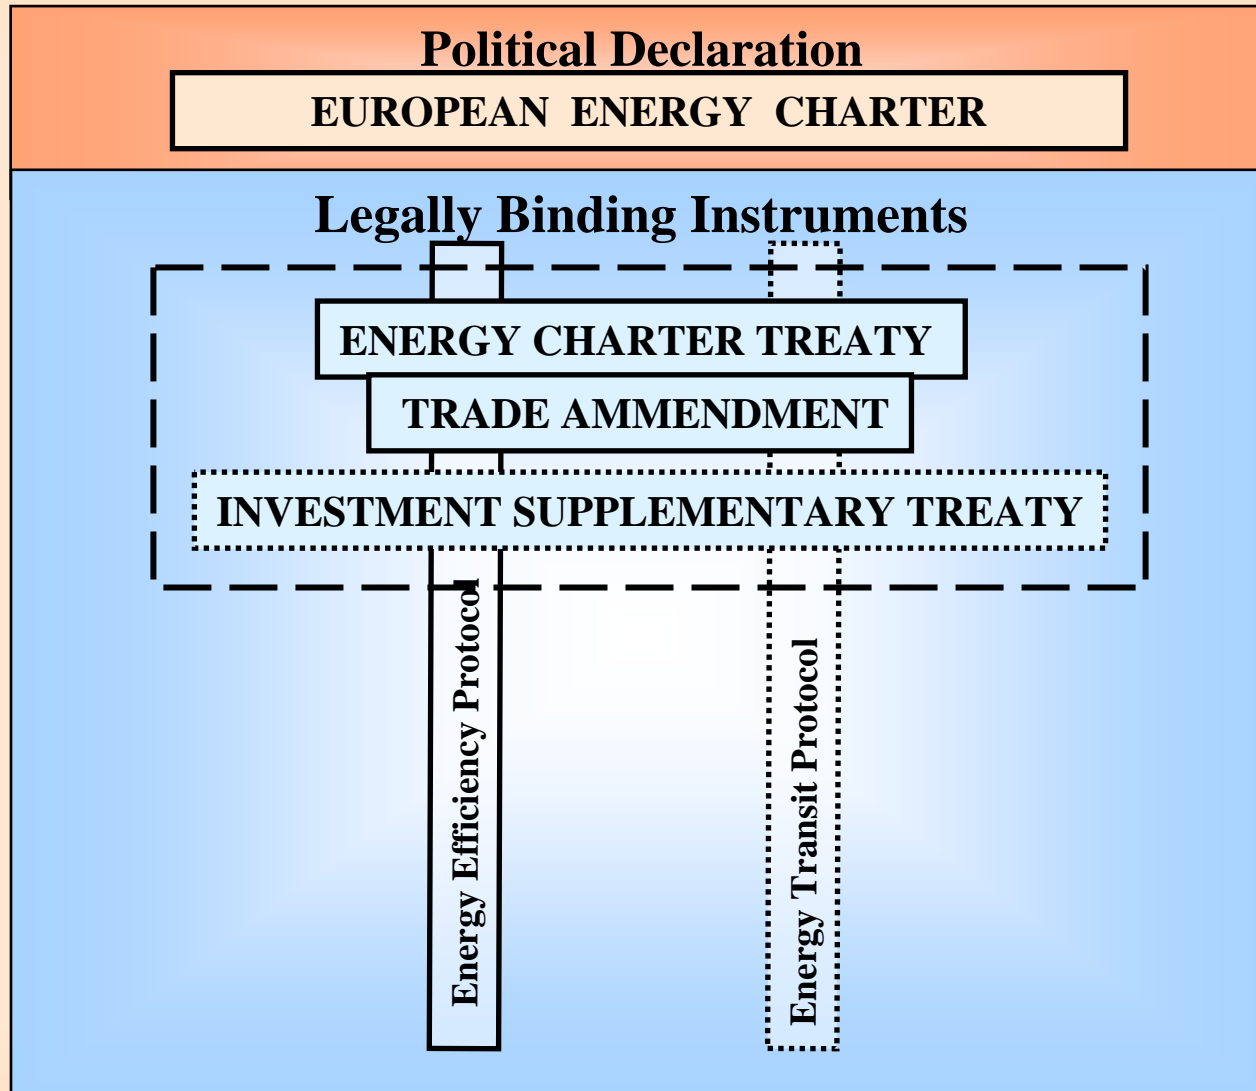 Political Declaration
EUROPEAN ENERGY CHARTER
Legally Binding Instruments
ENERGY CHARTER TREATY
TRADE AMMENDMENT
INVESTMENT SUPPLEMENTARY TREATY
Energy Efficiency Protocol
Energy Transit Protocol